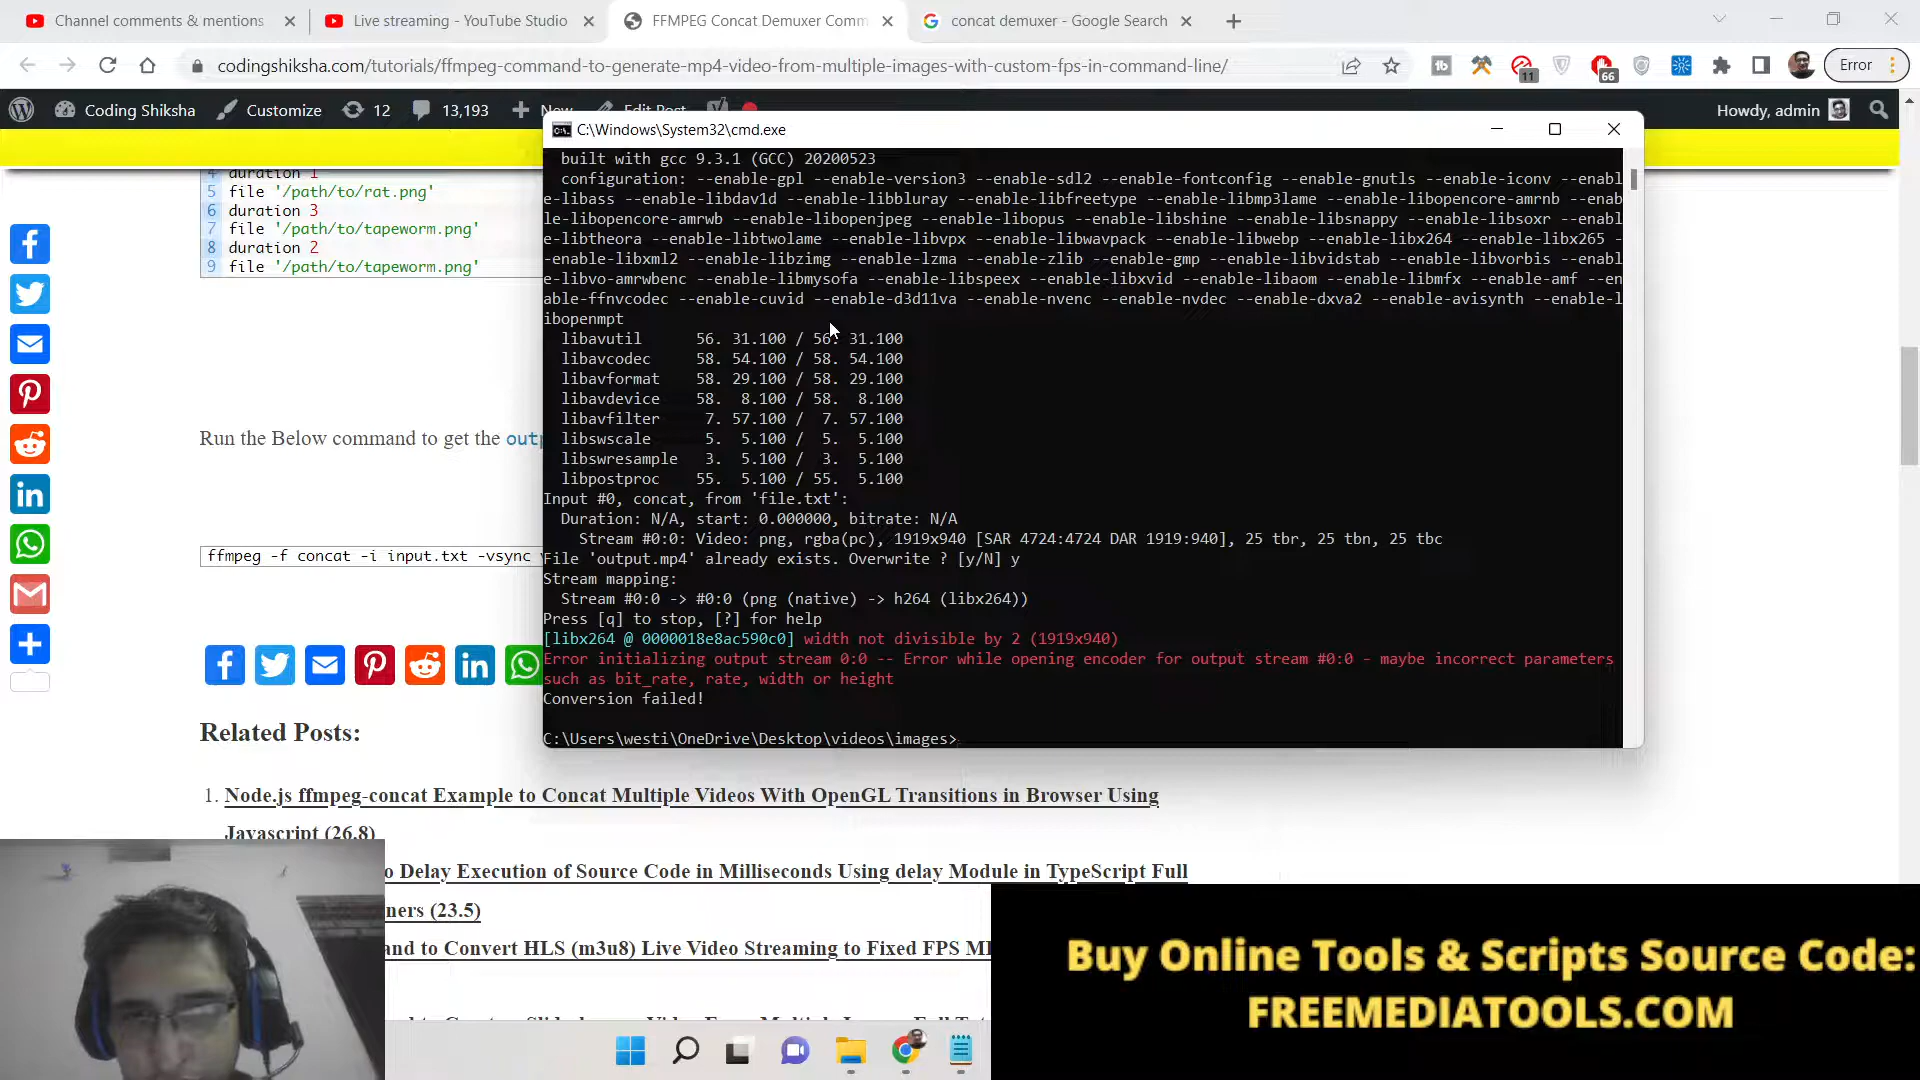 Channel comments & mentions
Live streaming - YouTube Studio
FFMPEG Concat Demuxer Comm
concat demuxer - Google Search
codingshiksha.com/tutorials/ffmpeg-command-to-generate-mp4-video-from-multiple-images-with-custom-fps-in-command-line/
11
66
Error
Coding Shiksha
Customize
12
13,193
New
Edit Post
Howdy, admin
C:\Windows\System32\cmd.exe
4 duration 1
5 file '/path/to/rat.png'
6 duration 3
7 file '/path/to/tapeworm.png'
8 duration 2
9 file '/path/to/tapeworm.png'
Run the Below command to get the outp
ffmpeg -f concat -i input.txt -vsync
built with gcc 9.3.1 (GCC) 20200523
configuration: --enable-gpl --enable-version3 --enable-sdl2 --enable-fontconfig --enable-gnutls --enable-iconv --enabl
e-libass --enable-libdav1d --enable-libbluray --enable-libfreetype --enable-libmp3lame --enable-libopencore-amrnb --enab
le-libopencore-amrwb --enable-libopenjpeg --enable-libopus --enable-libshine --enable-libsnappy --enable-libsoxr --enabl
e-libtheora --enable-libtwolame --enable-libvpx --enable-libwavpack --enable-libwebp --enable-libx264 --enable-libx265 -
-enable-libxml2 --enable-libzimg --enable-lzma --enable-zlib --enable-gmp --enable-libvidstab --enable-libvorbis --enabl
e-libvo-amrwbenc --enable-libmysofa --enable-libspeex --enable-libxvid --enable-libaom --enable-libmfx --enable-amf --en
able-ffnvcodec --enable-cuvid --enable-d3d11va --enable-nvenc --enable-nvdec --enable-dxva2 --enable-avisynth --enable-l
ibopenmpt
libavutil 56. 31.100 / 56. 31.100
libavcodec 58. 54.100 / 58. 54.100
libavformat 58. 29.100 / 58. 29.100
libavdevice 58. 8.100 / 58. 8.100
libavfilter 7. 57.100 / 7. 57.100
libswscale 5. 5.100 / 5. 5.100
libswresample 3. 5.100 / 3. 5.100
libpostproc 55. 5.100 / 55. 5.100
Input #0, concat, from 'file.txt':
Duration: N/A, start: 0.000000, bitrate: N/A
Stream #0:0: Video: png, rgba(pc), 1919x940 [SAR 4724:4724 DAR 1919:940], 25 tbr, 25 tbn, 25 tbc
File 'output.mp4' already exists. Overwrite ? [y/N] y
Stream mapping:
Stream #0:0 -> #0:0 (png (native) -> h264 (libx264))
Press [q] to stop, [?] for help
[libx264 @ 0000018e8ac590c0] width not divisible by 2 (1919x940)
Error initializing output stream 0:0 -- Error while opening encoder for output stream #0:0 - maybe incorrect parameters
such as bit_rate, rate, width or height
Conversion failed!
C:\Users\westi\OneDrive\Desktop\videos\images>
Related Posts:
1. Node.js ffmpeg-concat Example to Concat Multiple Videos With OpenGL Transitions in Browser Using
Javascript (26.8)
o Delay Execution of Source Code in Milliseconds Using delay Module in TypeScript Full
ners (23.5)
and to Convert HLS (m3u8) Live Video Streaming to Fixed FPS M
Buy Online Tools & Scripts Source Code:
FREEMEDIATOOLS.COM